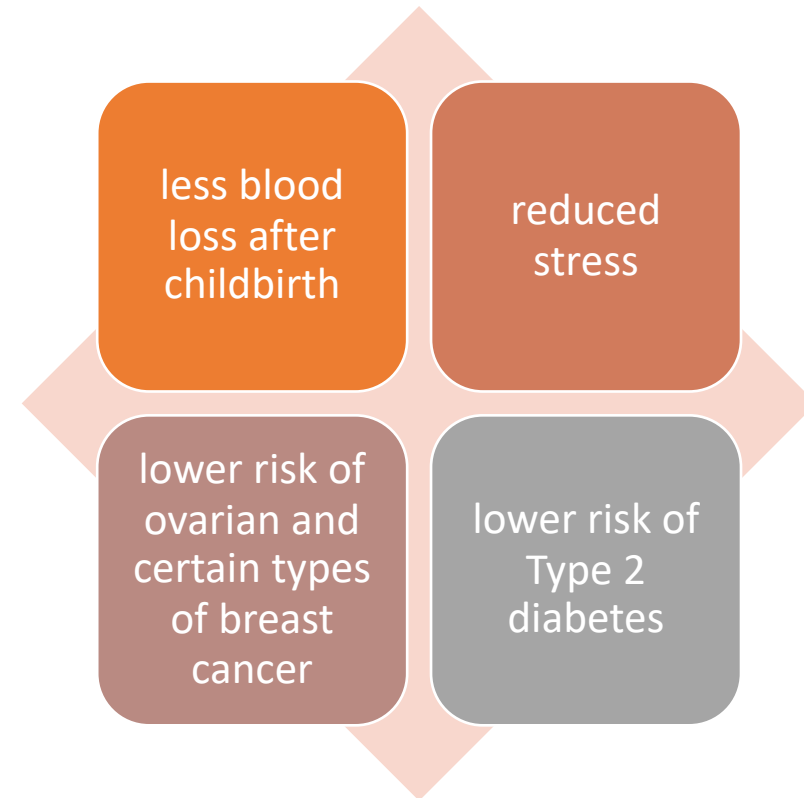 less blood
loss after
childbirth
reduced
stress
lower risk of
ovarian and
certain types
of breast
cancer
lower risk of
Type 2
diabetes